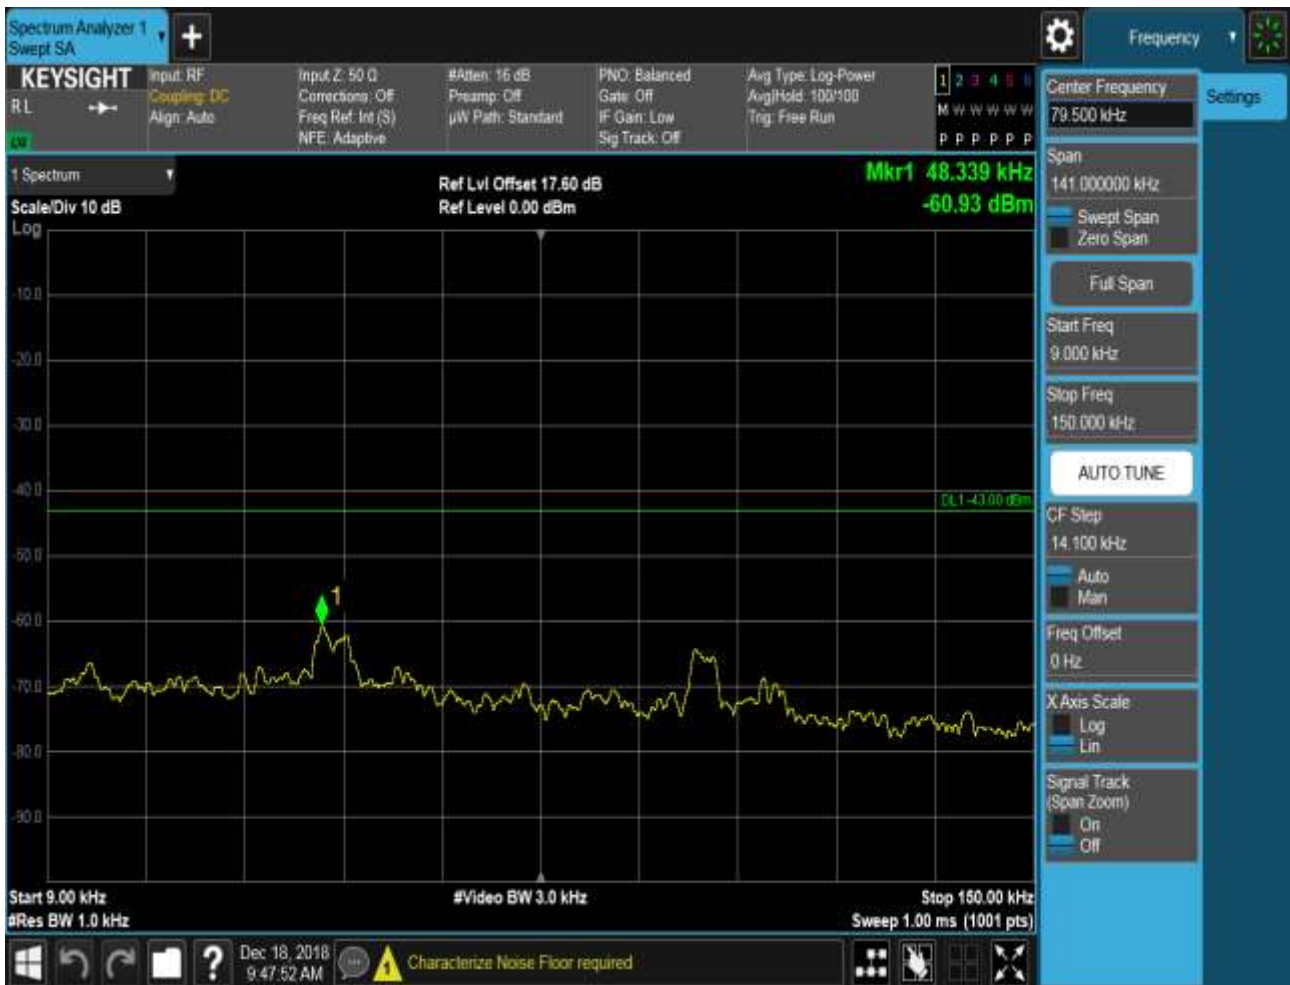 Spectrum Analyzer 1
Swept SA
+
Frequency
KEYSIGHT
R L
Input: RF
Coupling: DC
Align: Auto
Input Z: 50 Ω
Corrections: Off
Freq Ref: Int (S)
NFE: Adaptive
#Atten: 16 dB
Preamp: Off
µW Path: Standard
PNO: Balanced
Gate: Off
IF Gain: Low
Sig Track: Off
Avg Type: Log-Power
Avg|Hold: 100/100
Trig: Free Run
1 2 3 4 5 6
M W W W W W
P P P P P P
1 Spectrum
Scale/Div 10 dB
Log
Ref Lvl Offset 17.60 dB
Ref Level 0.00 dBm
Mkr1 48.339 kHz
-60.93 dBm
-10.0
-20.0
-30.0
-40.0
DL1 -43.00 dBm
-50.0
1
-60.0
-70.0
-80.0
-90.0
Start 9.00 kHz
#Res BW 1.0 kHz
#Video BW 3.0 kHz
Stop 150.00 kHz
Sweep 1.00 ms (1001 pts)
Center Frequency
79.500 kHz
Settings
Span
141.000000 kHz
Swept Span
Zero Span
Full Span
Start Freq
9.000 kHz
Stop Freq
150.000 kHz
AUTO TUNE
CF Step
14.100 kHz
Auto
Man
Freq Offset
0 Hz
X Axis Scale
Log
Lin
Signal Track
(Span Zoom)
On
Off
?
Dec 18, 2018
9:47:52 AM
1
Characterize Noise Floor required